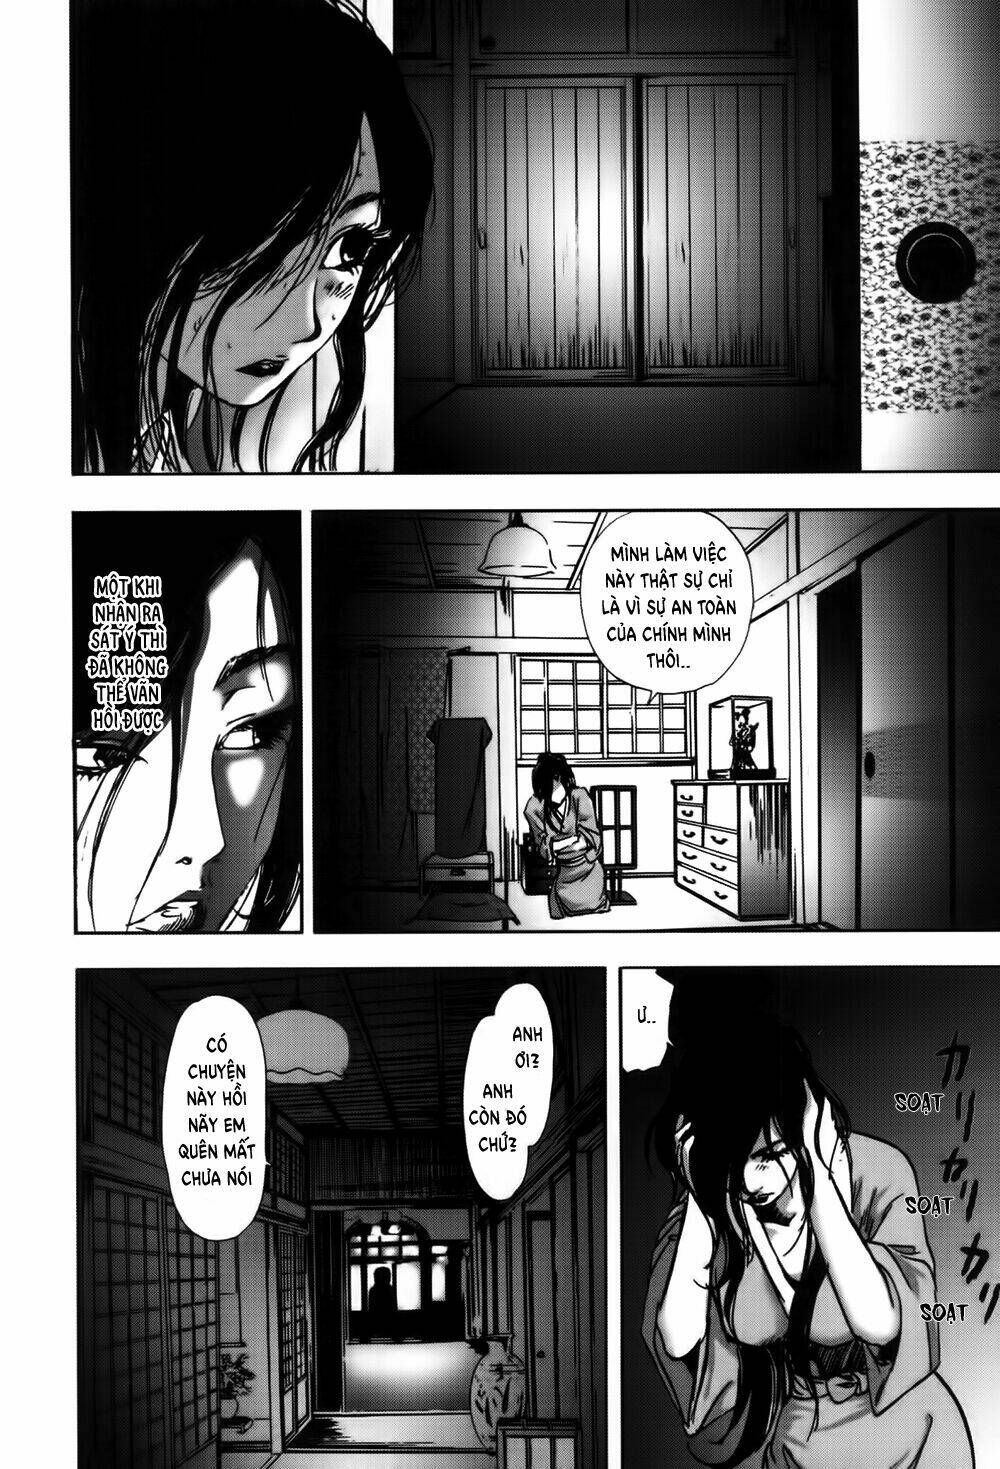 MÌNH LÀM VIỆC
NÀY THẬT SỰ CHỈ
LÀ VÌ SỰ AN TOÀN
CỦA CHÍNH MÌNH
THÔI..
MỘT KHI
NHẬN RA
SÁT Ý THÌ
ĐÃ KHÔNG
THỂ VÃN
HỒI ĐƯỢC
Ư..
SOẠT
SOẠT
SOẠT
カリ
カリ
カリ
ANH
ƠI?
ANH
CÒN ĐÓ
CHỨ?
CÓ
CHUYỆN
NÀY HỒI
NÃY EM
QUÊN MẤT
CHƯA NÓI